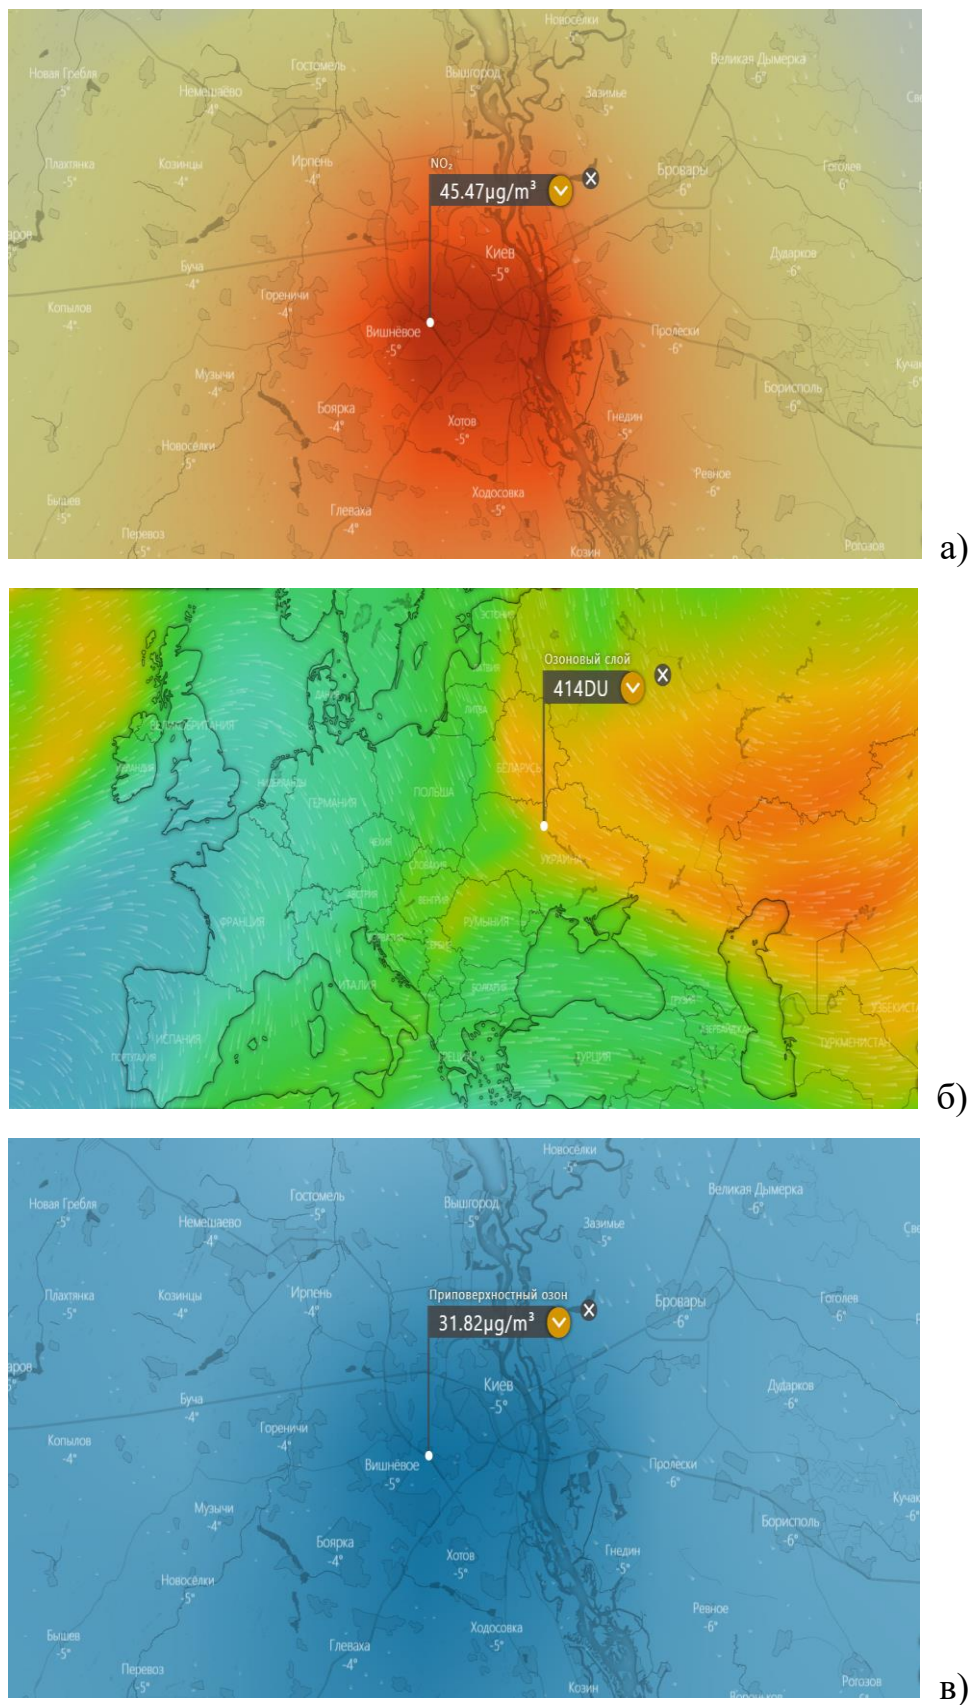 Новосёлки
-5°
Гостомель
-5°
Новая Гребля
-5°
Немешаево
-4°
Вышгород
5°
Великая Дымерка
-6°
Зазимье
-5°
Плахтянка
-5°
Козинцы
-4°
Ирпень
-4°
NO₂
45.47µg/m³
Бровары
-6°
Гоголев
6°
Киев
-5°
Буча
-4°
Дударков
-6°
Гореничи
-4°
Копылов
-4°
Вишнёвое
-5°
Пролески
-6°
Музычи
-4°
Борисполь
-6°
Боярка
-4°
Хотов
-5°
Гнедин
-5°
Новосёлки
5°
Ревное
-6°
Бышев
-5°
Ходосовка
-5°
Глеваха
-4°
Перевоз
-5°
Козин
Рогозов
а)
ЭСТОНИЯ
Озоновый слой
414DU
ЛИТВА
ВЕЛИКОБРИТАНИЯ
БЕЛАРУСЬ
НИДЕРЛАНДЫ
ГЕРМАНИЯ
ПОЛЬША
ЧЕХИЯ
УКРАИНА
СЛОВАКИЯ
АВСТРИЯ
ВЕНГРИЯ
ФРАНЦИЯ
РУМЫНИЯ
ИТАЛИЯ
БОЛГАРИЯ
ГРУЗИЯ
АЗЕРБАЙДЖАН
ИСПАНИЯ
ПОРТУГАЛИЯ
ГРЕЦИЯ
ТУРЦИЯ
ТУРКМЕНИСТАН
б)
Новосёлки
-5°
Гостомель
-5°
Новая Гребля
-5°
Немешаево
-4°
Вышгород
-5°
Великая Дымерка
-6°
Зазимье
-5°
Плахтянка
-5°
Козинцы
-4°
Ирпень
-4°
Приповерхностный озон
31.82µg/m³
Бровары
-6°
Гоголев
-6°
Киев
-5°
Буча
-4°
Дударков
-6°
Гореничи
-4°
Копылов
-4°
Вишнёвое
-5°
Пролески
-6°
Музычи
-4°
Борисполь
-6°
Боярка
-4°
Хотов
-5°
Гнедин
-5°
Новосёлки
-5°
Ревное
-6°
Бышев
-5°
Ходосовка
-5°
Глеваха
-4°
Перевоз
-5°
Козин
Рогозов
в)